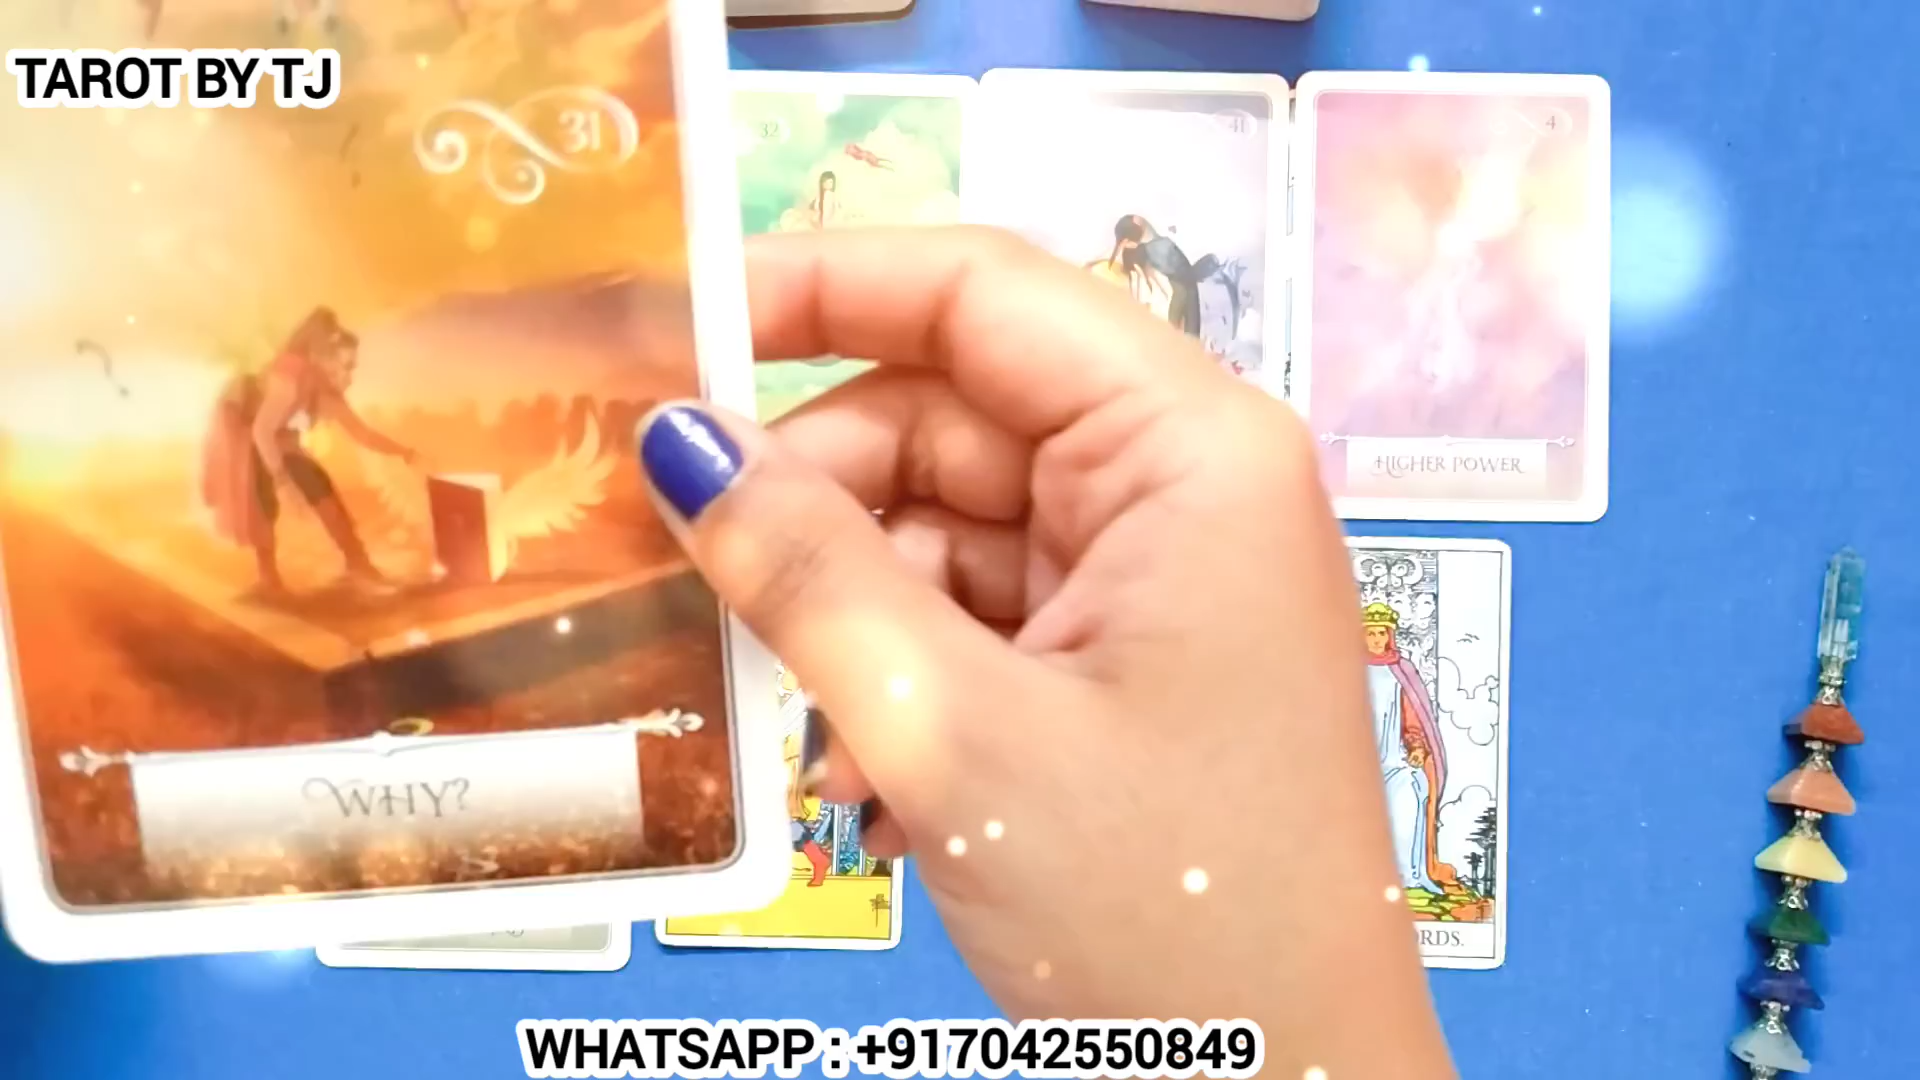 TAROT BY TJ
31
32
41
4
HIGHER POWER
WHY?
RDS.
WHATSAPP : +917042550849